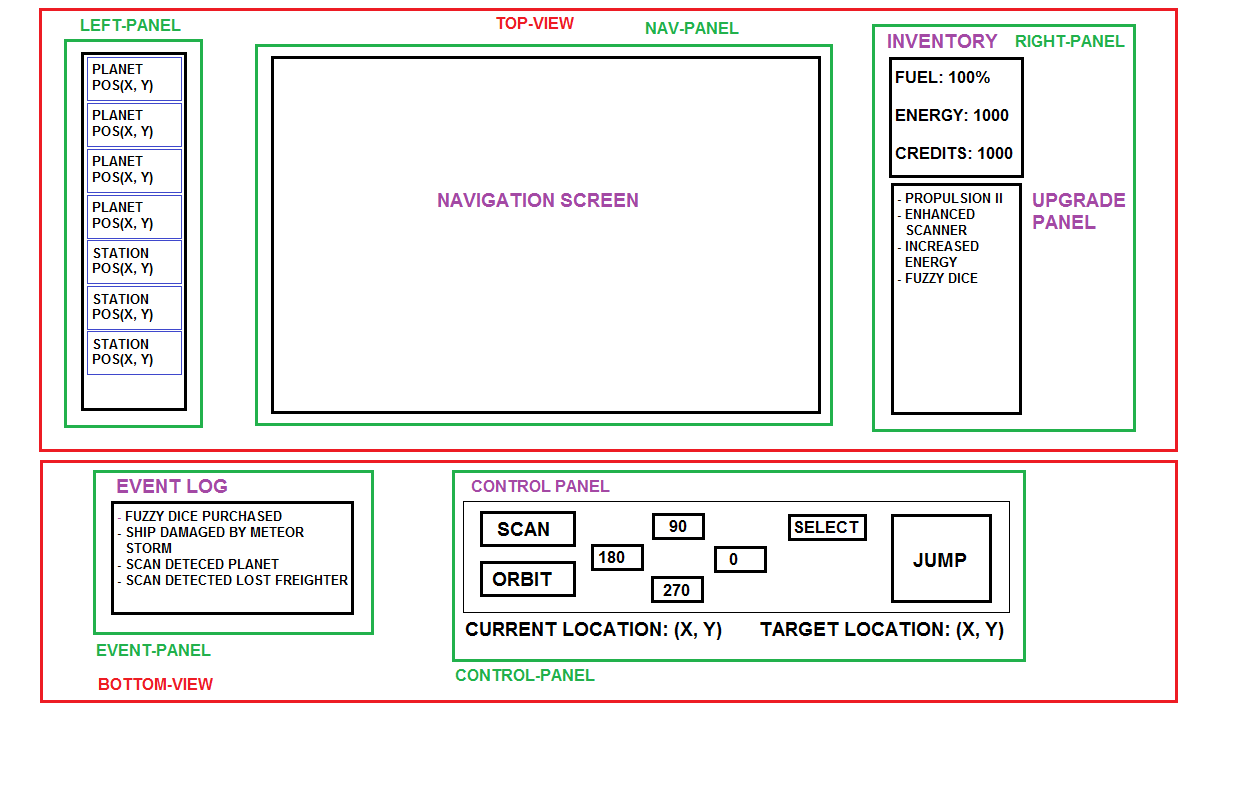 TOP-VIEW
LEFT-PANEL
PLANET
POS(X, Y)
PLANET
POS(X, Y)
PLANET
POS(X, Y)
PLANET
POS(X, Y)
STATION
POS(X, Y)
STATION
POS(X, Y)
STATION
POS(X, Y)
NAV-PANEL
NAVIGATION SCREEN
INVENTORY
RIGHT-PANEL
FUEL: 100%
ENERGY: 1000
CREDITS: 1000
- PROPULSION II
- ENHANCED
SCANNER
- INCREASED
ENERGY
- FUZZY DICE
UPGRADE
PANEL
EVENT LOG
- FUZZY DICE PURCHASED
- SHIP DAMAGED BY METEOR
STORM
- SCAN DETECED PLANET
- SCAN DETECTED LOST FREIGHTER
EVENT-PANEL
BOTTOM-VIEW
CONTROL PANEL
SCAN
ORBIT
90
180
0
270
SELECT
JUMP
CURRENT LOCATION: (X, Y)
TARGET LOCATION: (X, Y)
CONTROL-PANEL